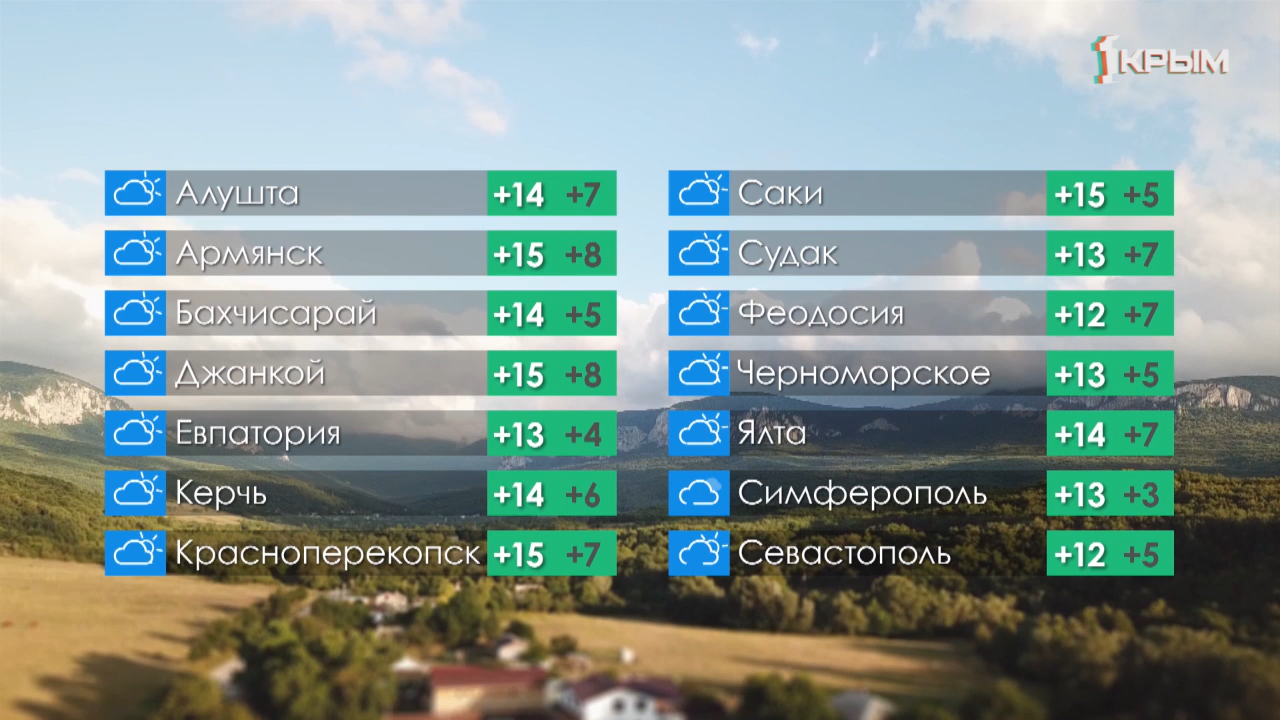 1 КРЫМ
Алушта +14 +7
Армянск +15 +8
Бахчисарай +14 +5
Джанкой +15 +8
Евпатория +13 +4
Керчь +14 +6
Красноперекопск +15 +7
Саки +15 +5
Судак +13 +7
Феодосия +12 +7
Черноморское +13 +5
Ялта +14 +7
Симферополь +13 +3
Севастополь +12 +5